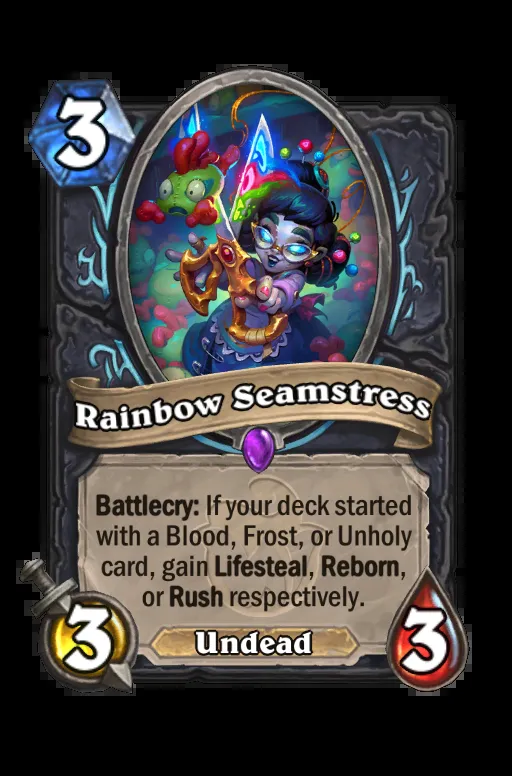 3
Rainbow Seamstress
Battlecry: If your deck started
with a Blood, Frost, or Unholy
card, gain Lifesteal, Reborn,
or Rush respectively.
3
Undead
3